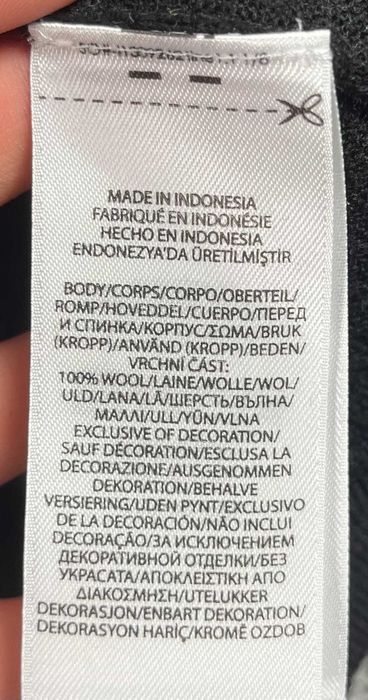 MADE IN INDONESIA
FABRIQUÉ EN INDONÉSIE
HECHO EN INDONESIA
ENDONEZYA'DA ÜRETİLMİŞTİR
BODY/CORPS/CORPO/OBERTEIL/
ROMP/HOVEDDEL/CUERPO/ПЕРЕД
И СПИНКА/КОРПУС/ΣΩΜΑ/BRUK
(KROPP)/ANVÄND (KROPP)/BEDEN/
VRCHNÍ ČÁST:
100% WOOL/LAINE/WOLLE/WOL/
ULD/LANA/LÃ/ШЕРСТЬ/ВЪЛНА/
ΜΑΛΛΙ/ULL/YÜN/VLNA
EXCLUSIVE OF DECORATION/
SAUF DÉCORATION/ESCLUSA LA
DECORAZIONE/AUSGENOMMEN
DEKORATION/BEHALVE
VERSIERING/UDEN PYNT/EXCLUSIVO
DE LA DECORACIÓN/NÃO INCLUI
DECORAÇÃO/ЗА ИСКЛЮЧЕНИЕМ
ДЕКОРАТИВНОЙ ОТДЕЛКИ/БЕЗ
УКРАСАТА/ΑΠΟΚΛΕΙΣΤΙΚΗ ΑΠΟ
ΔΙΑΚΟΣΜΗΣΗ/UTELUKKER
DEKORASJON/ENBART DEKORATION/
DEKORASYON HARİÇ/KROMĚ OZDOB